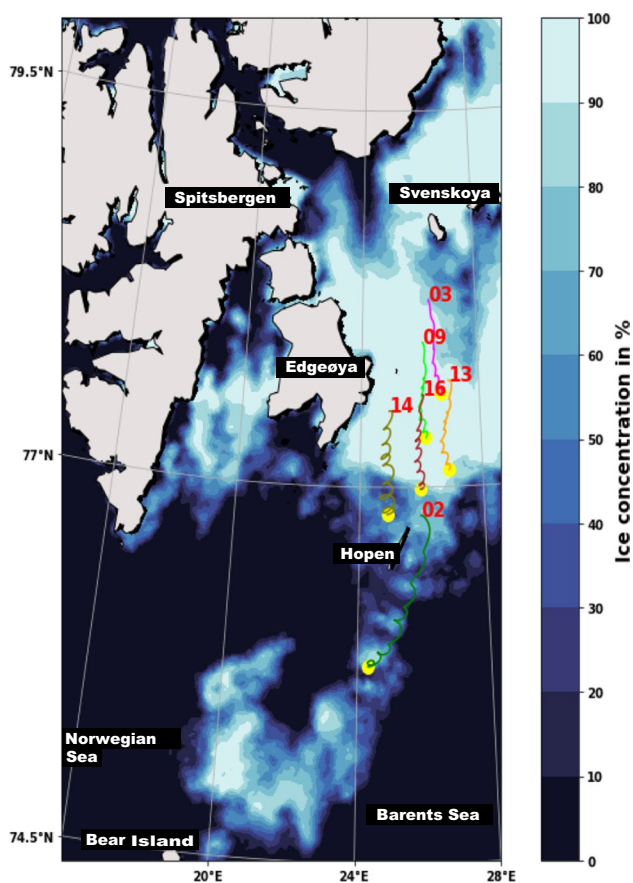 79.5°N
Spitsbergen
Svenskoya
03
09
Edgeøya
13
16
14
77°N
02
Hopen
Norwegian
Sea
Barents Sea
74.5°N
Bear Island
20°E
24°E
28°E
100
90
80
70
60
50
40
30
20
10
0
Ice concentration in %